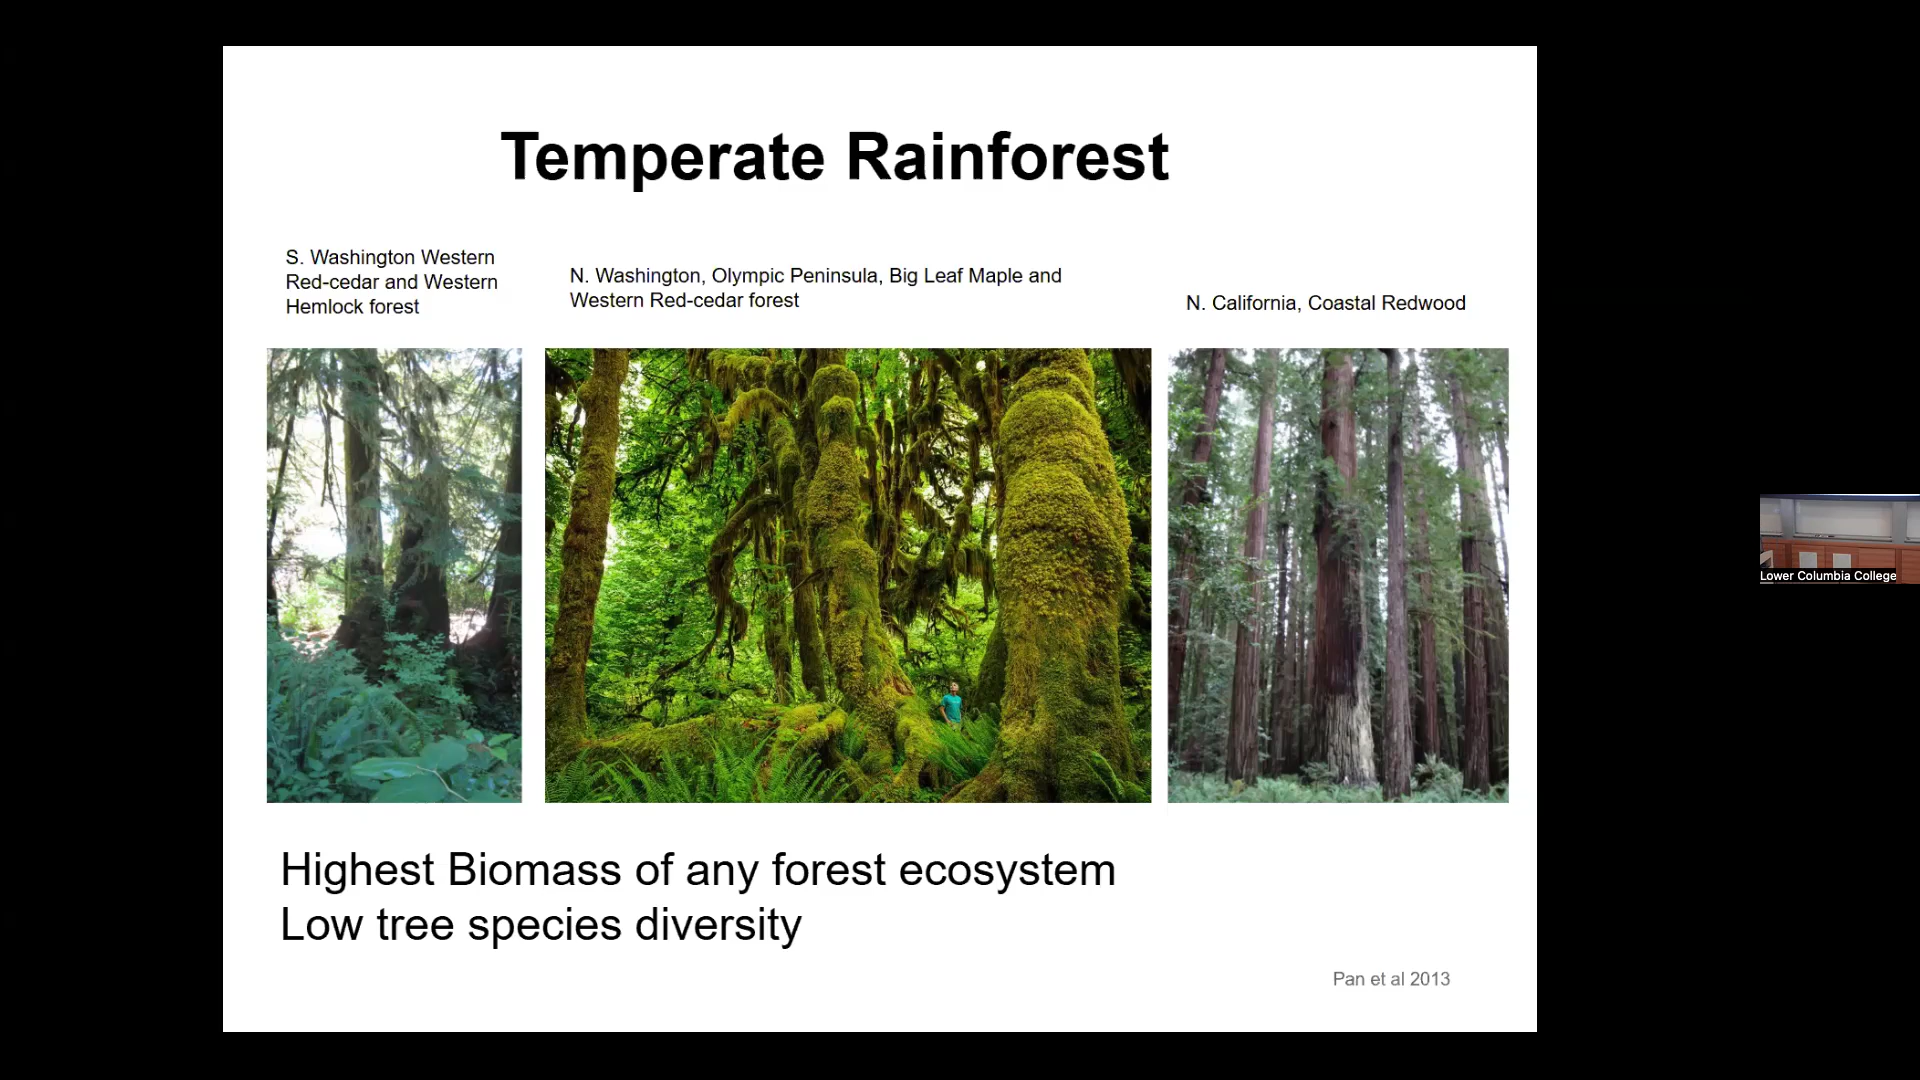 Temperate Rainforest
S. Washington Western
Red-cedar and Western
Hemlock forest
N. Washington, Olympic Peninsula, Big Leaf Maple and
Western Red-cedar forest
N. California, Coastal Redwood
Highest Biomass of any forest ecosystem
Low tree species diversity
Pan et al 2013
Lower Columbia College